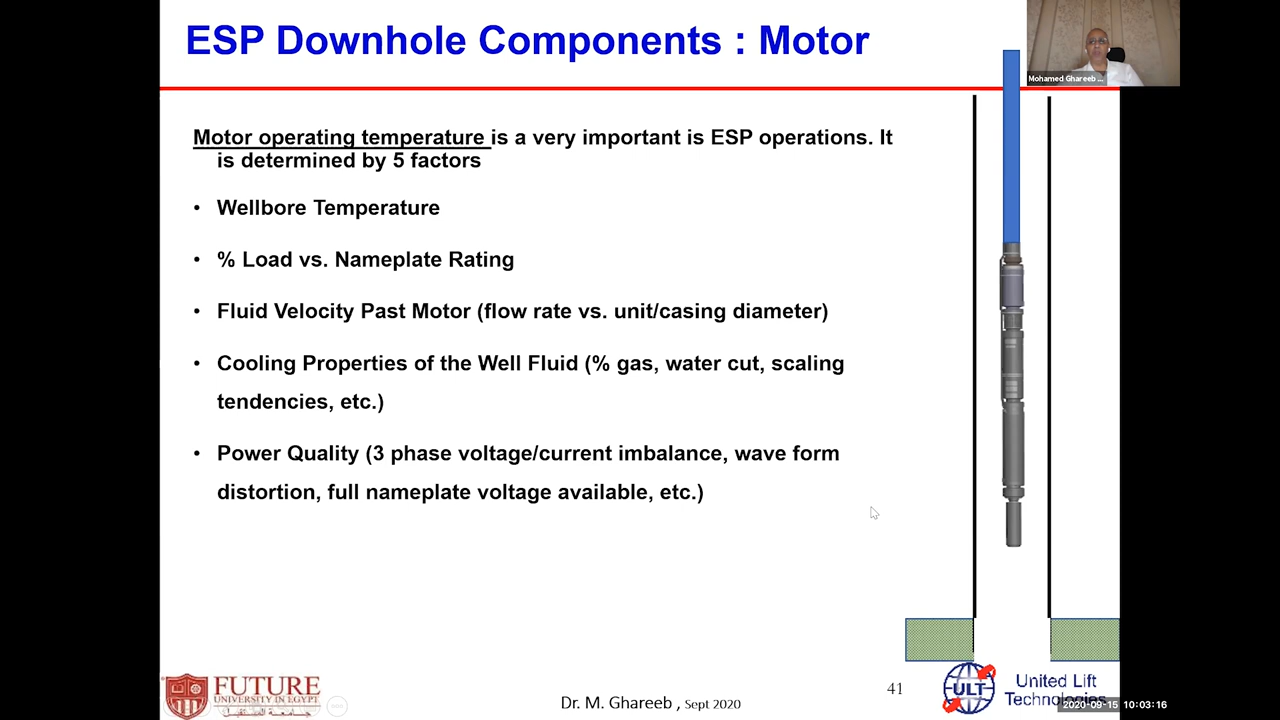 ESP Downhole Components : Motor
Mohamed Ghareeb ...
Motor operating temperature is a very important is ESP operations. It
is determined by 5 factors
• Wellbore Temperature
• % Load vs. Nameplate Rating
• Fluid Velocity Past Motor (flow rate vs. unit/casing diameter)
• Cooling Properties of the Well Fluid (% gas, water cut, scaling
tendencies, etc.)
• Power Quality (3 phase voltage/current imbalance, wave form
distortion, full nameplate voltage available, etc.)
FUTURE
UNIVERSITY IN EGYPT
جامعة المستقبل
Dr. M. Ghareeb , Sept 2020
41
ULT
United Lift
Technologies
2020-09-15 10:03:16